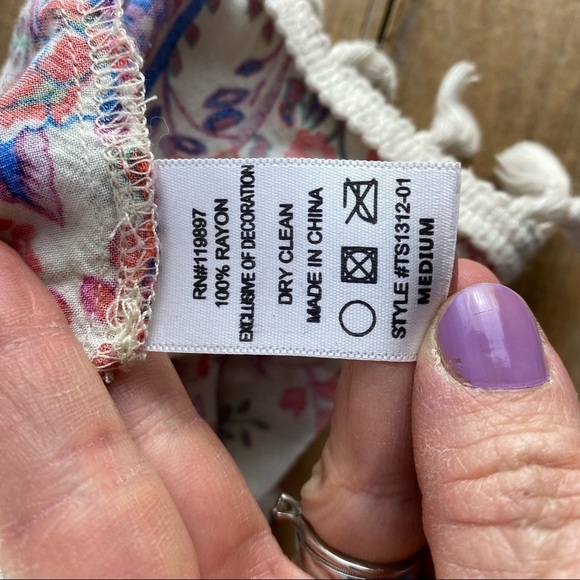 RN#119897
100% RAYON
EXCLUSIVE OF DECORATION
DRY CLEAN
MADE IN CHINA
STYLE #TS1312-01
MEDIUM